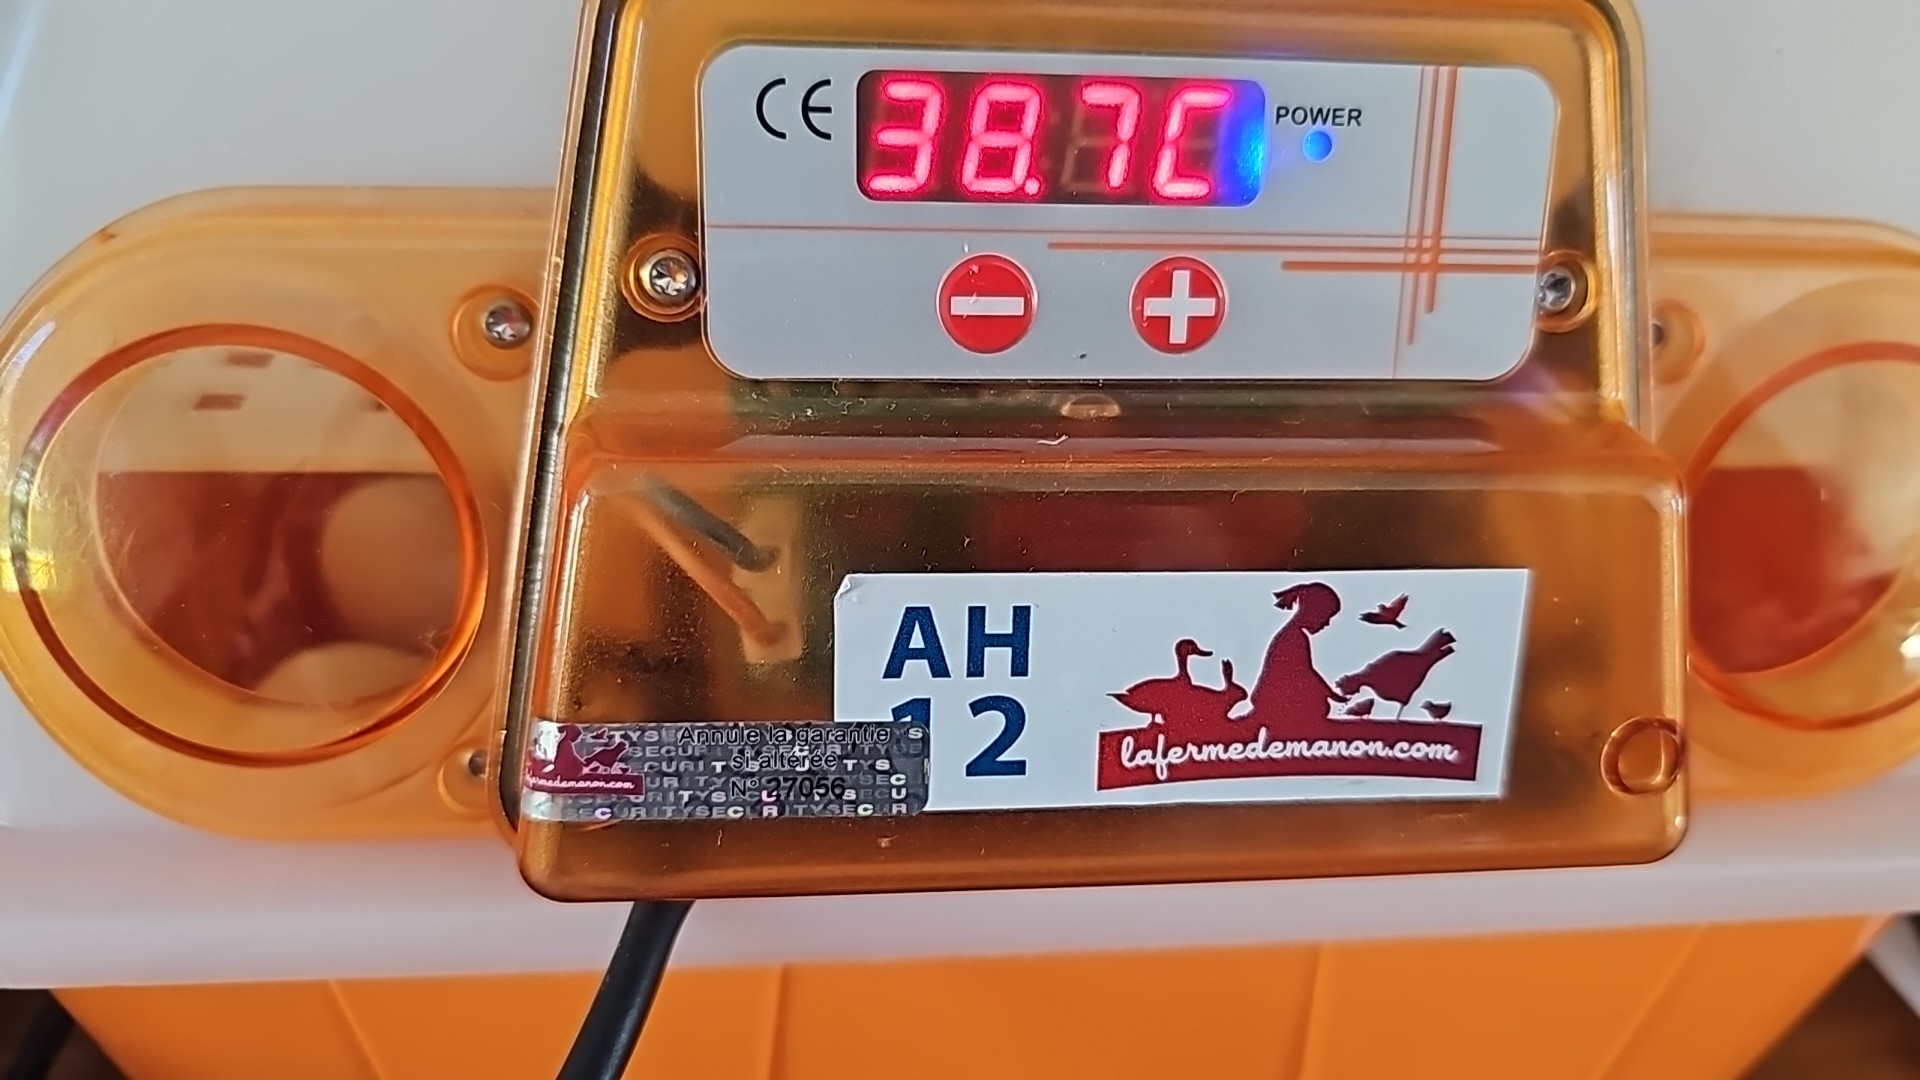 CE
38.7C
POWER
AH
12
lafermedemanon.com
Annule la garantie
si altérée
N° 27056